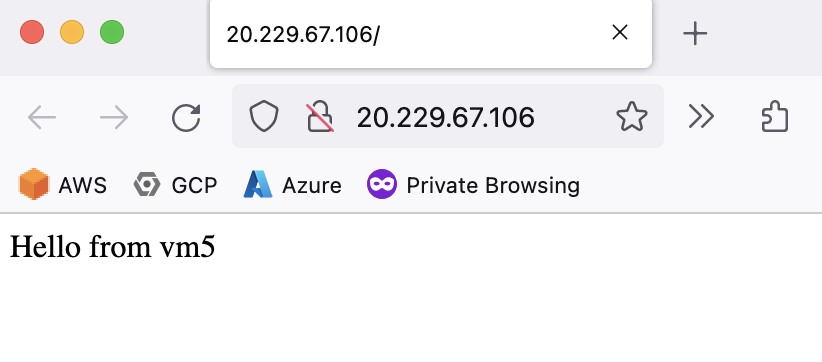 20.229.67.106/
20.229.67.106
AWS GCP Azure Private Browsing
Hello from vm5